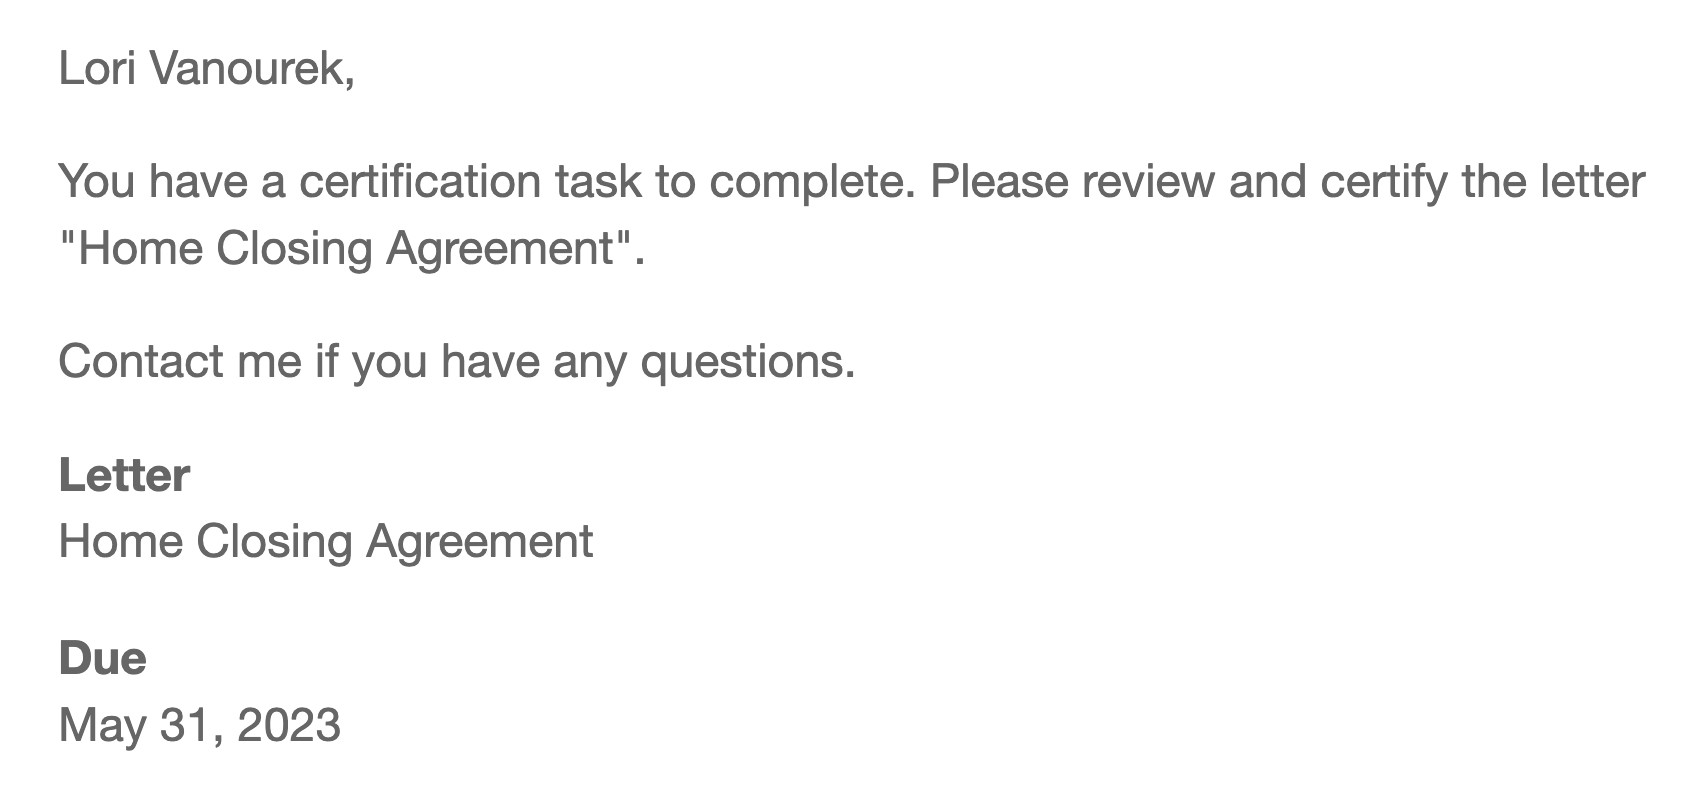 Lori Vanourek,
You have a certification task to complete. Please review and certify the letter
"Home Closing Agreement".
Contact me if you have any questions.
Letter
Home Closing Agreement
Due
May 31, 2023